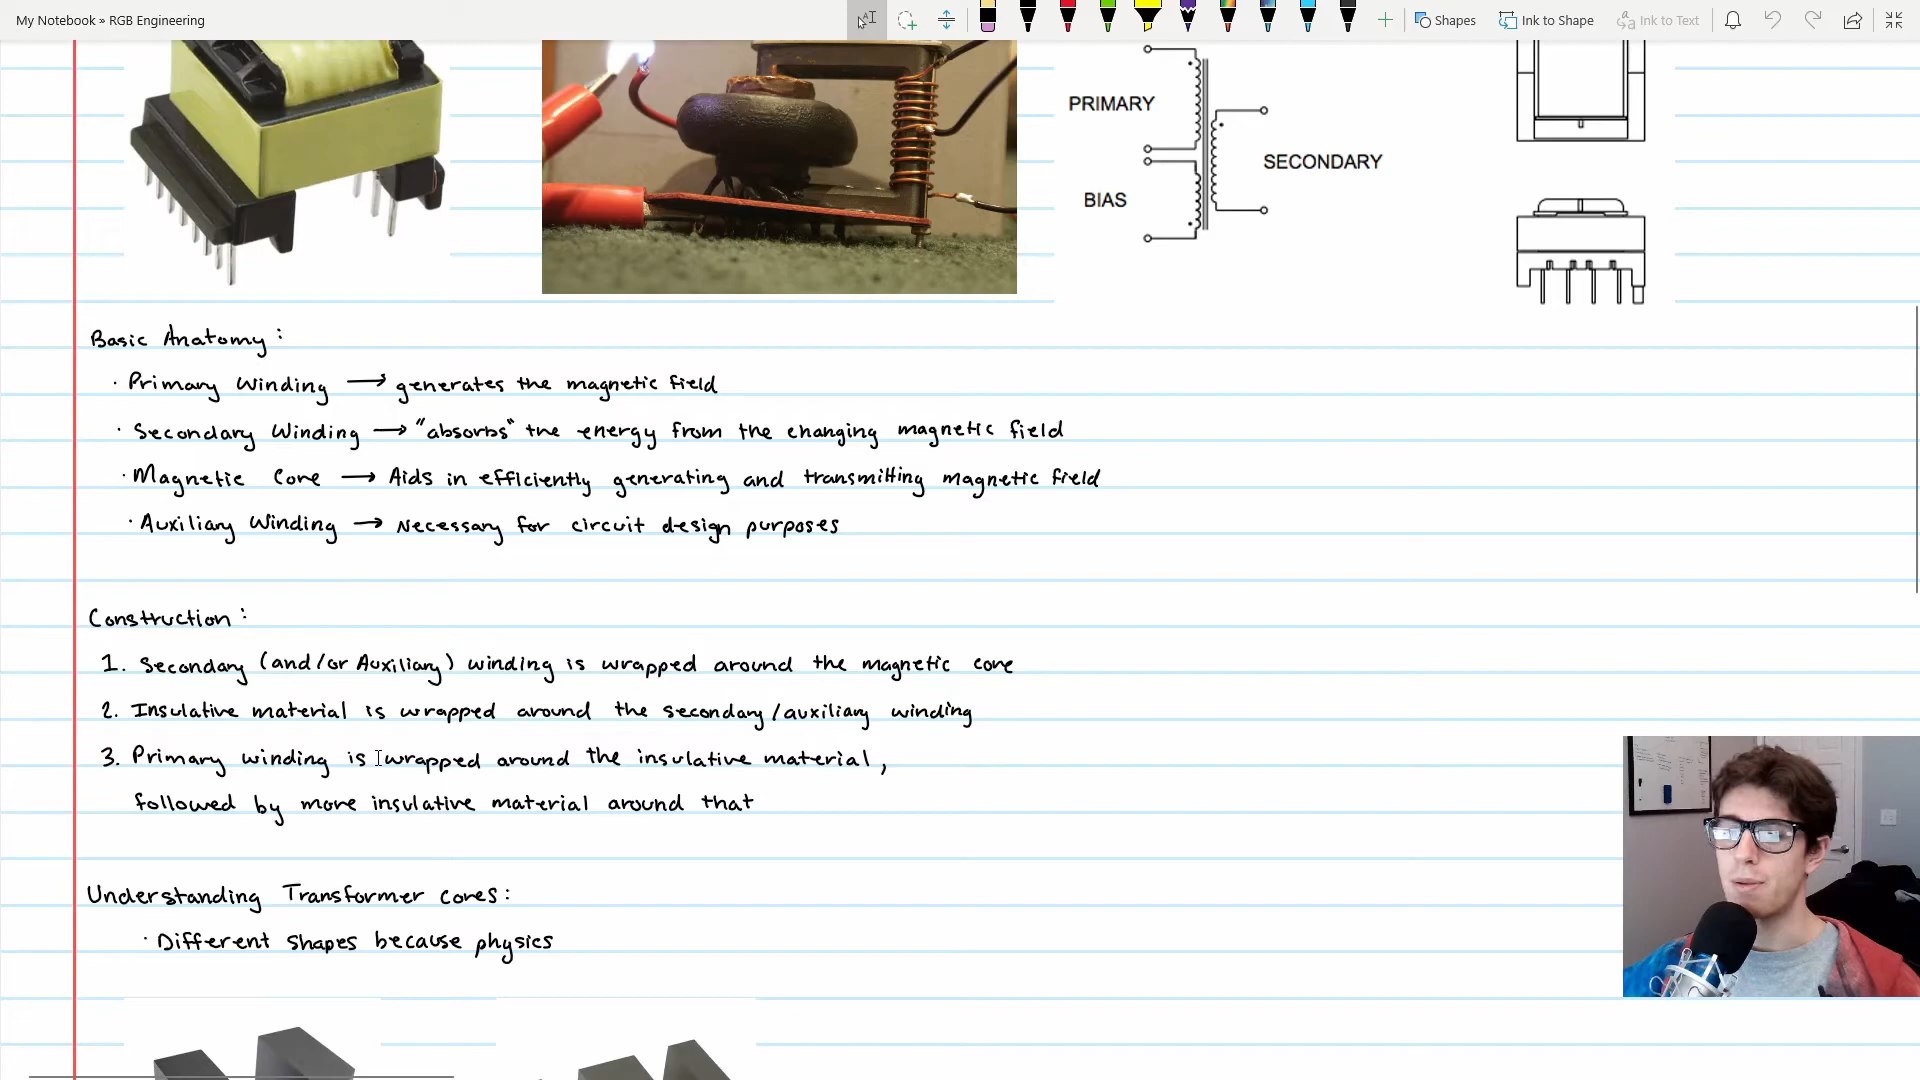 My Notebook » RGB Engineering
Shapes
Ink to Shape
Ink to Text
PRIMARY
BIAS
SECONDARY
Basic Anatomy:
· Primary Winding → generates the magnetic field
· Secondary Winding → "absorbs" the energy from the changing magnetic field
· Magnetic Core → Aids in efficiently generating and transmitting magnetic field
· Auxiliary Winding → Necessary for circuit design purposes
Construction:
1. Secondary (and/or Auxiliary) winding is wrapped around the magnetic core
2. Insulative material is wrapped around the secondary/auxiliary winding
3. Primary winding is wrapped around the insulative material,
followed by more insulative material around that
Understanding Transformer cores:
· Different shapes because physics